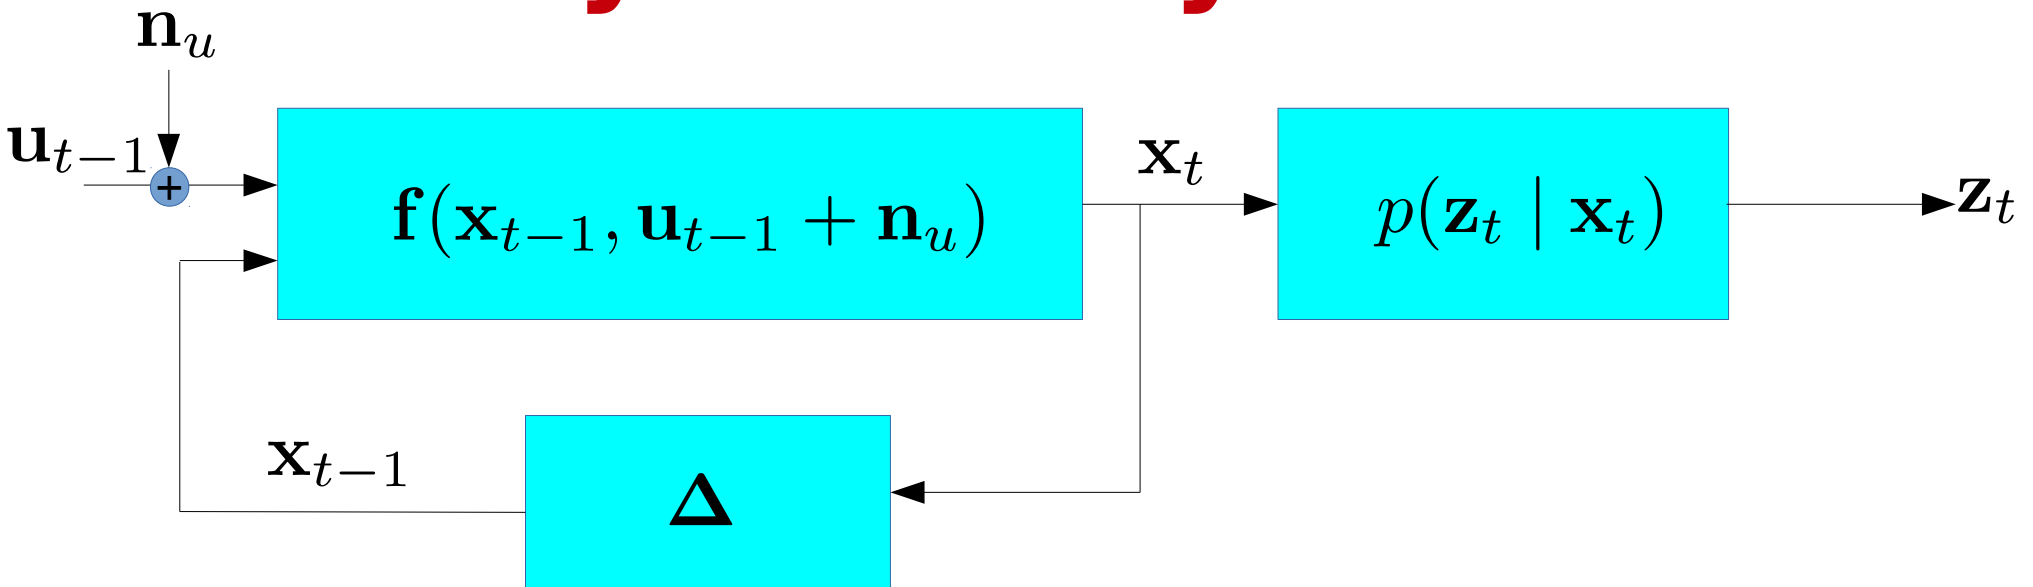 n_u
u_{t-1}
+
f(x_{t-1}, u_{t-1} + n_u)
x_t
p(z_t | x_t)
z_t
x_{t-1}
Δ